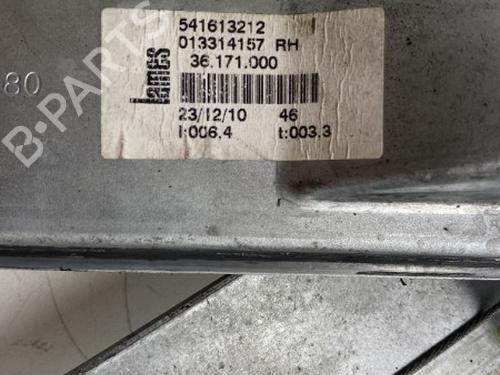 541613212
013314157 RH
36.171.000
lames
23/12/10 46
I:006.4 t:003.3
80
B-PARTS